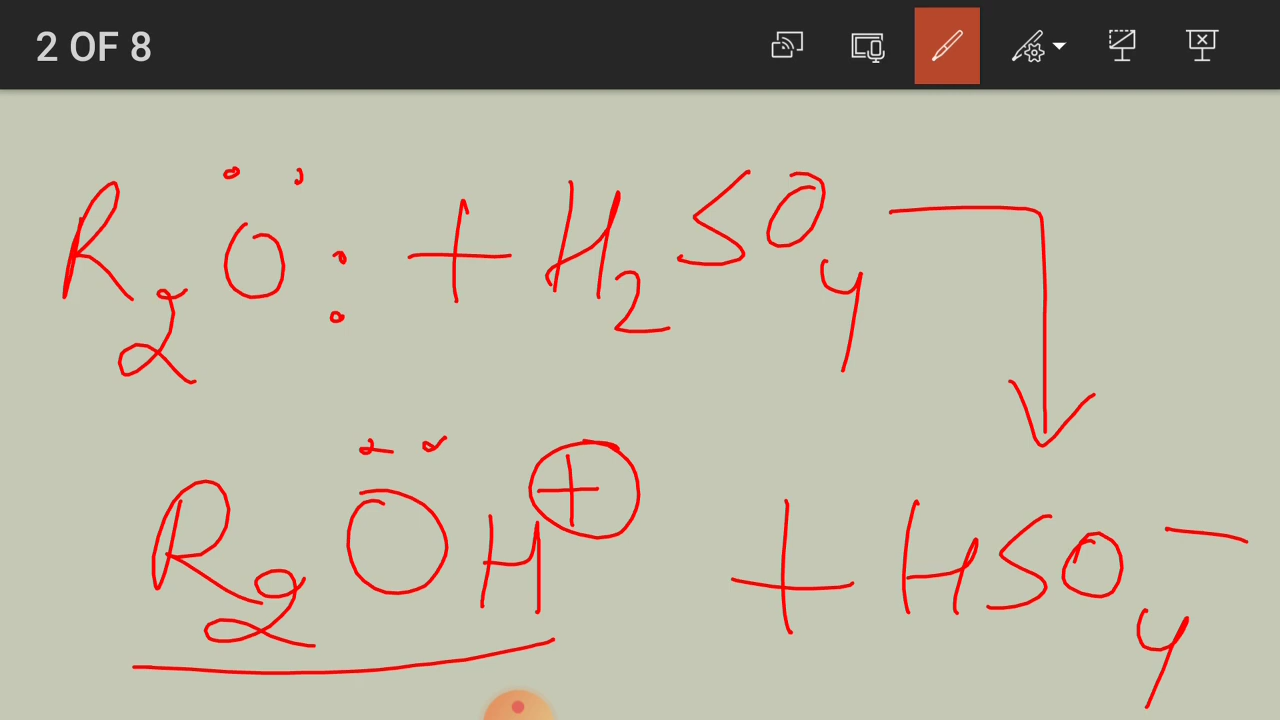 2 OF 8
R₂Ö: + H₂SO₄
R₂ÖH⊕ + HSO₄⁻